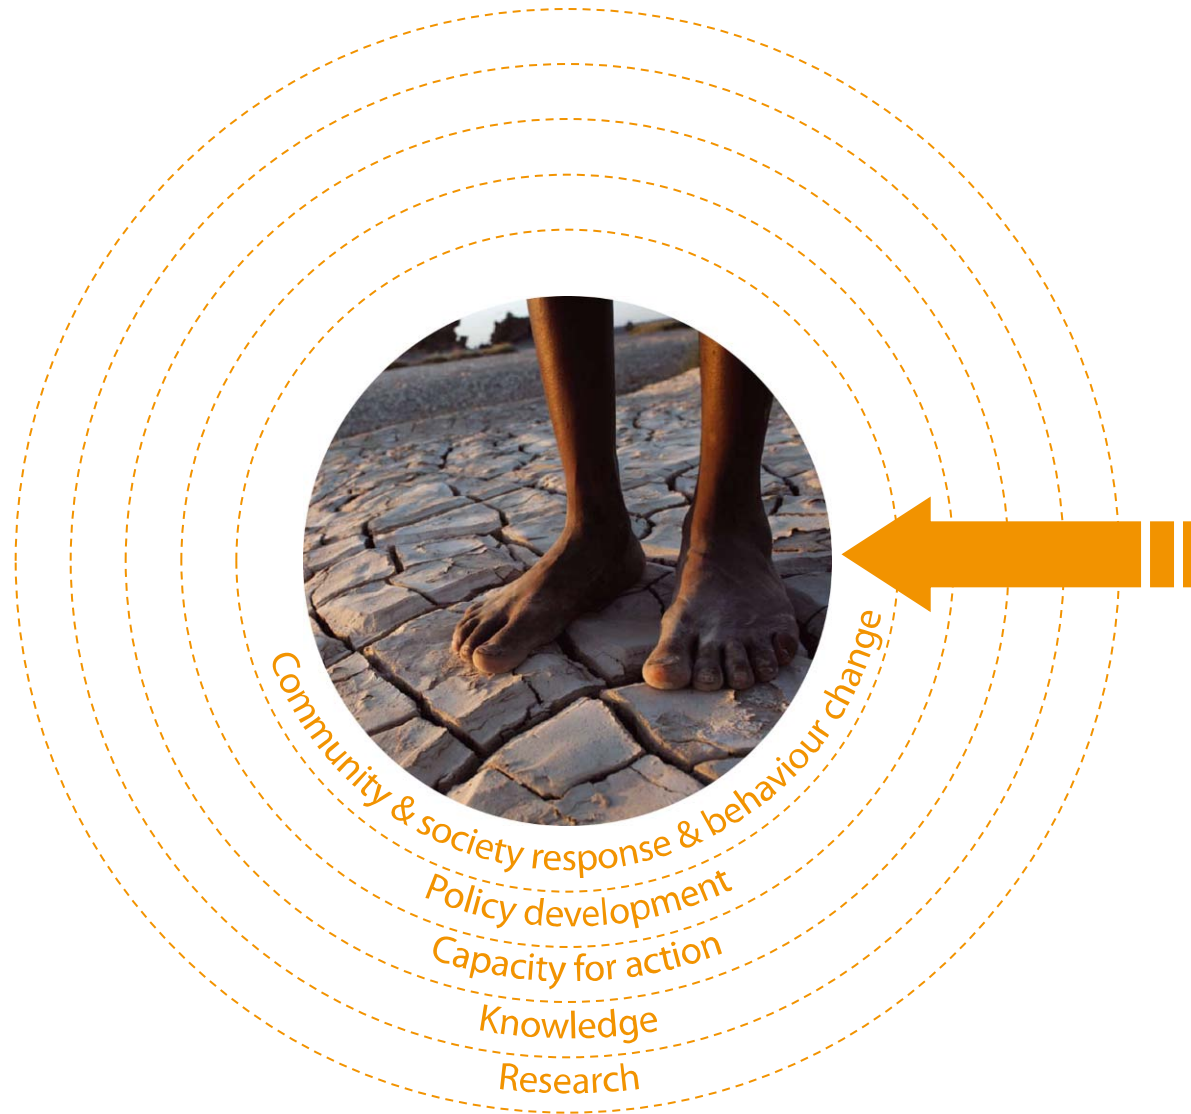 Community & society response & behaviour change
Policy development
Capacity for action
Knowledge
Research